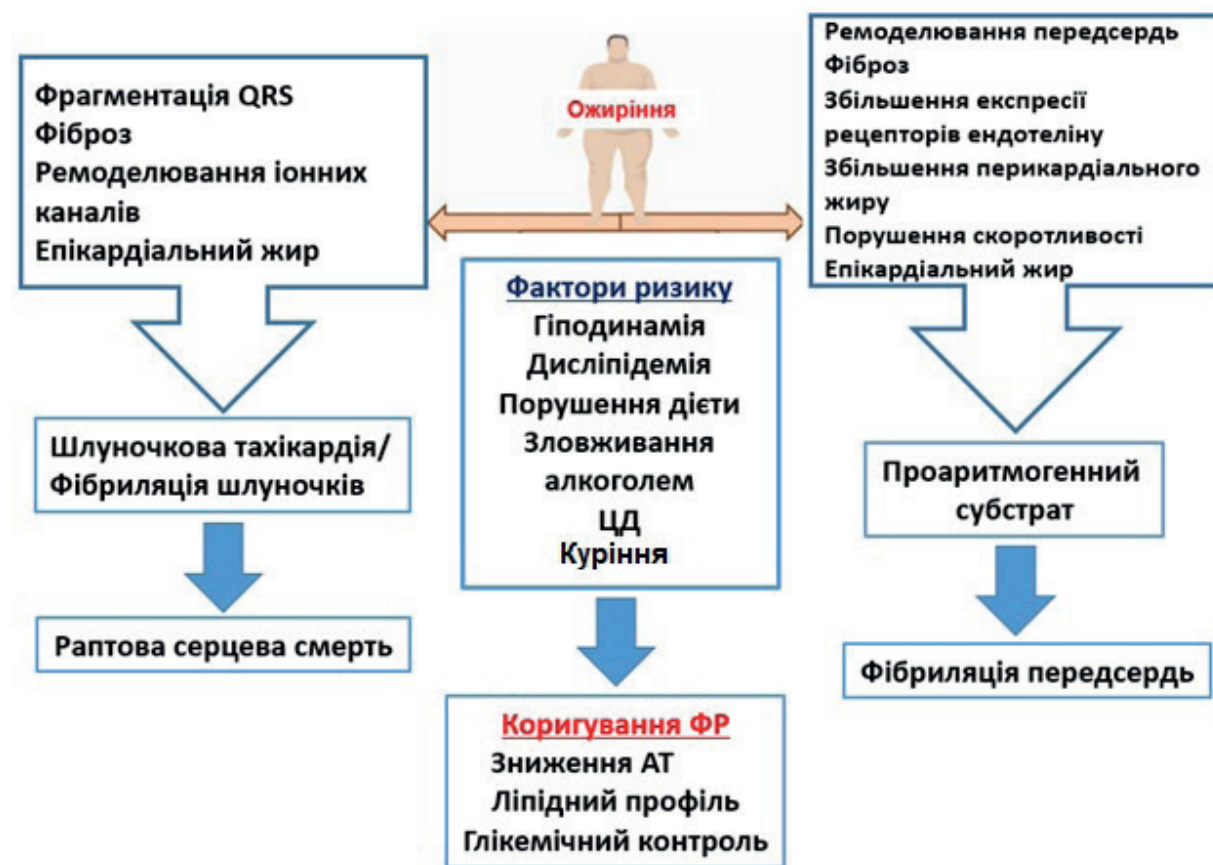 Фрагментація QRS
Фіброз
Ремоделювання іонних
каналів
Епікардіальний жир
Шлуночкова тахікардія/
Фібриляція шлуночків
Раптова серцева смерть
Ожиріння
Фактори ризику
Гіподинамія
Дисліпідемія
Порушення дієти
Зловживання
алкоголем
ЦД
Куріння
Коригування ФР
Зниження АТ
Ліпідний профіль
Глікемічний контроль
Ремоделювання передсердь
Фіброз
Збільшення експресії
рецепторів ендотеліну
Збільшення перикардіального
жиру
Порушення скоротливості
Епікардіальний жир
Проаритмогенний
субстрат
Фібриляція передсердь